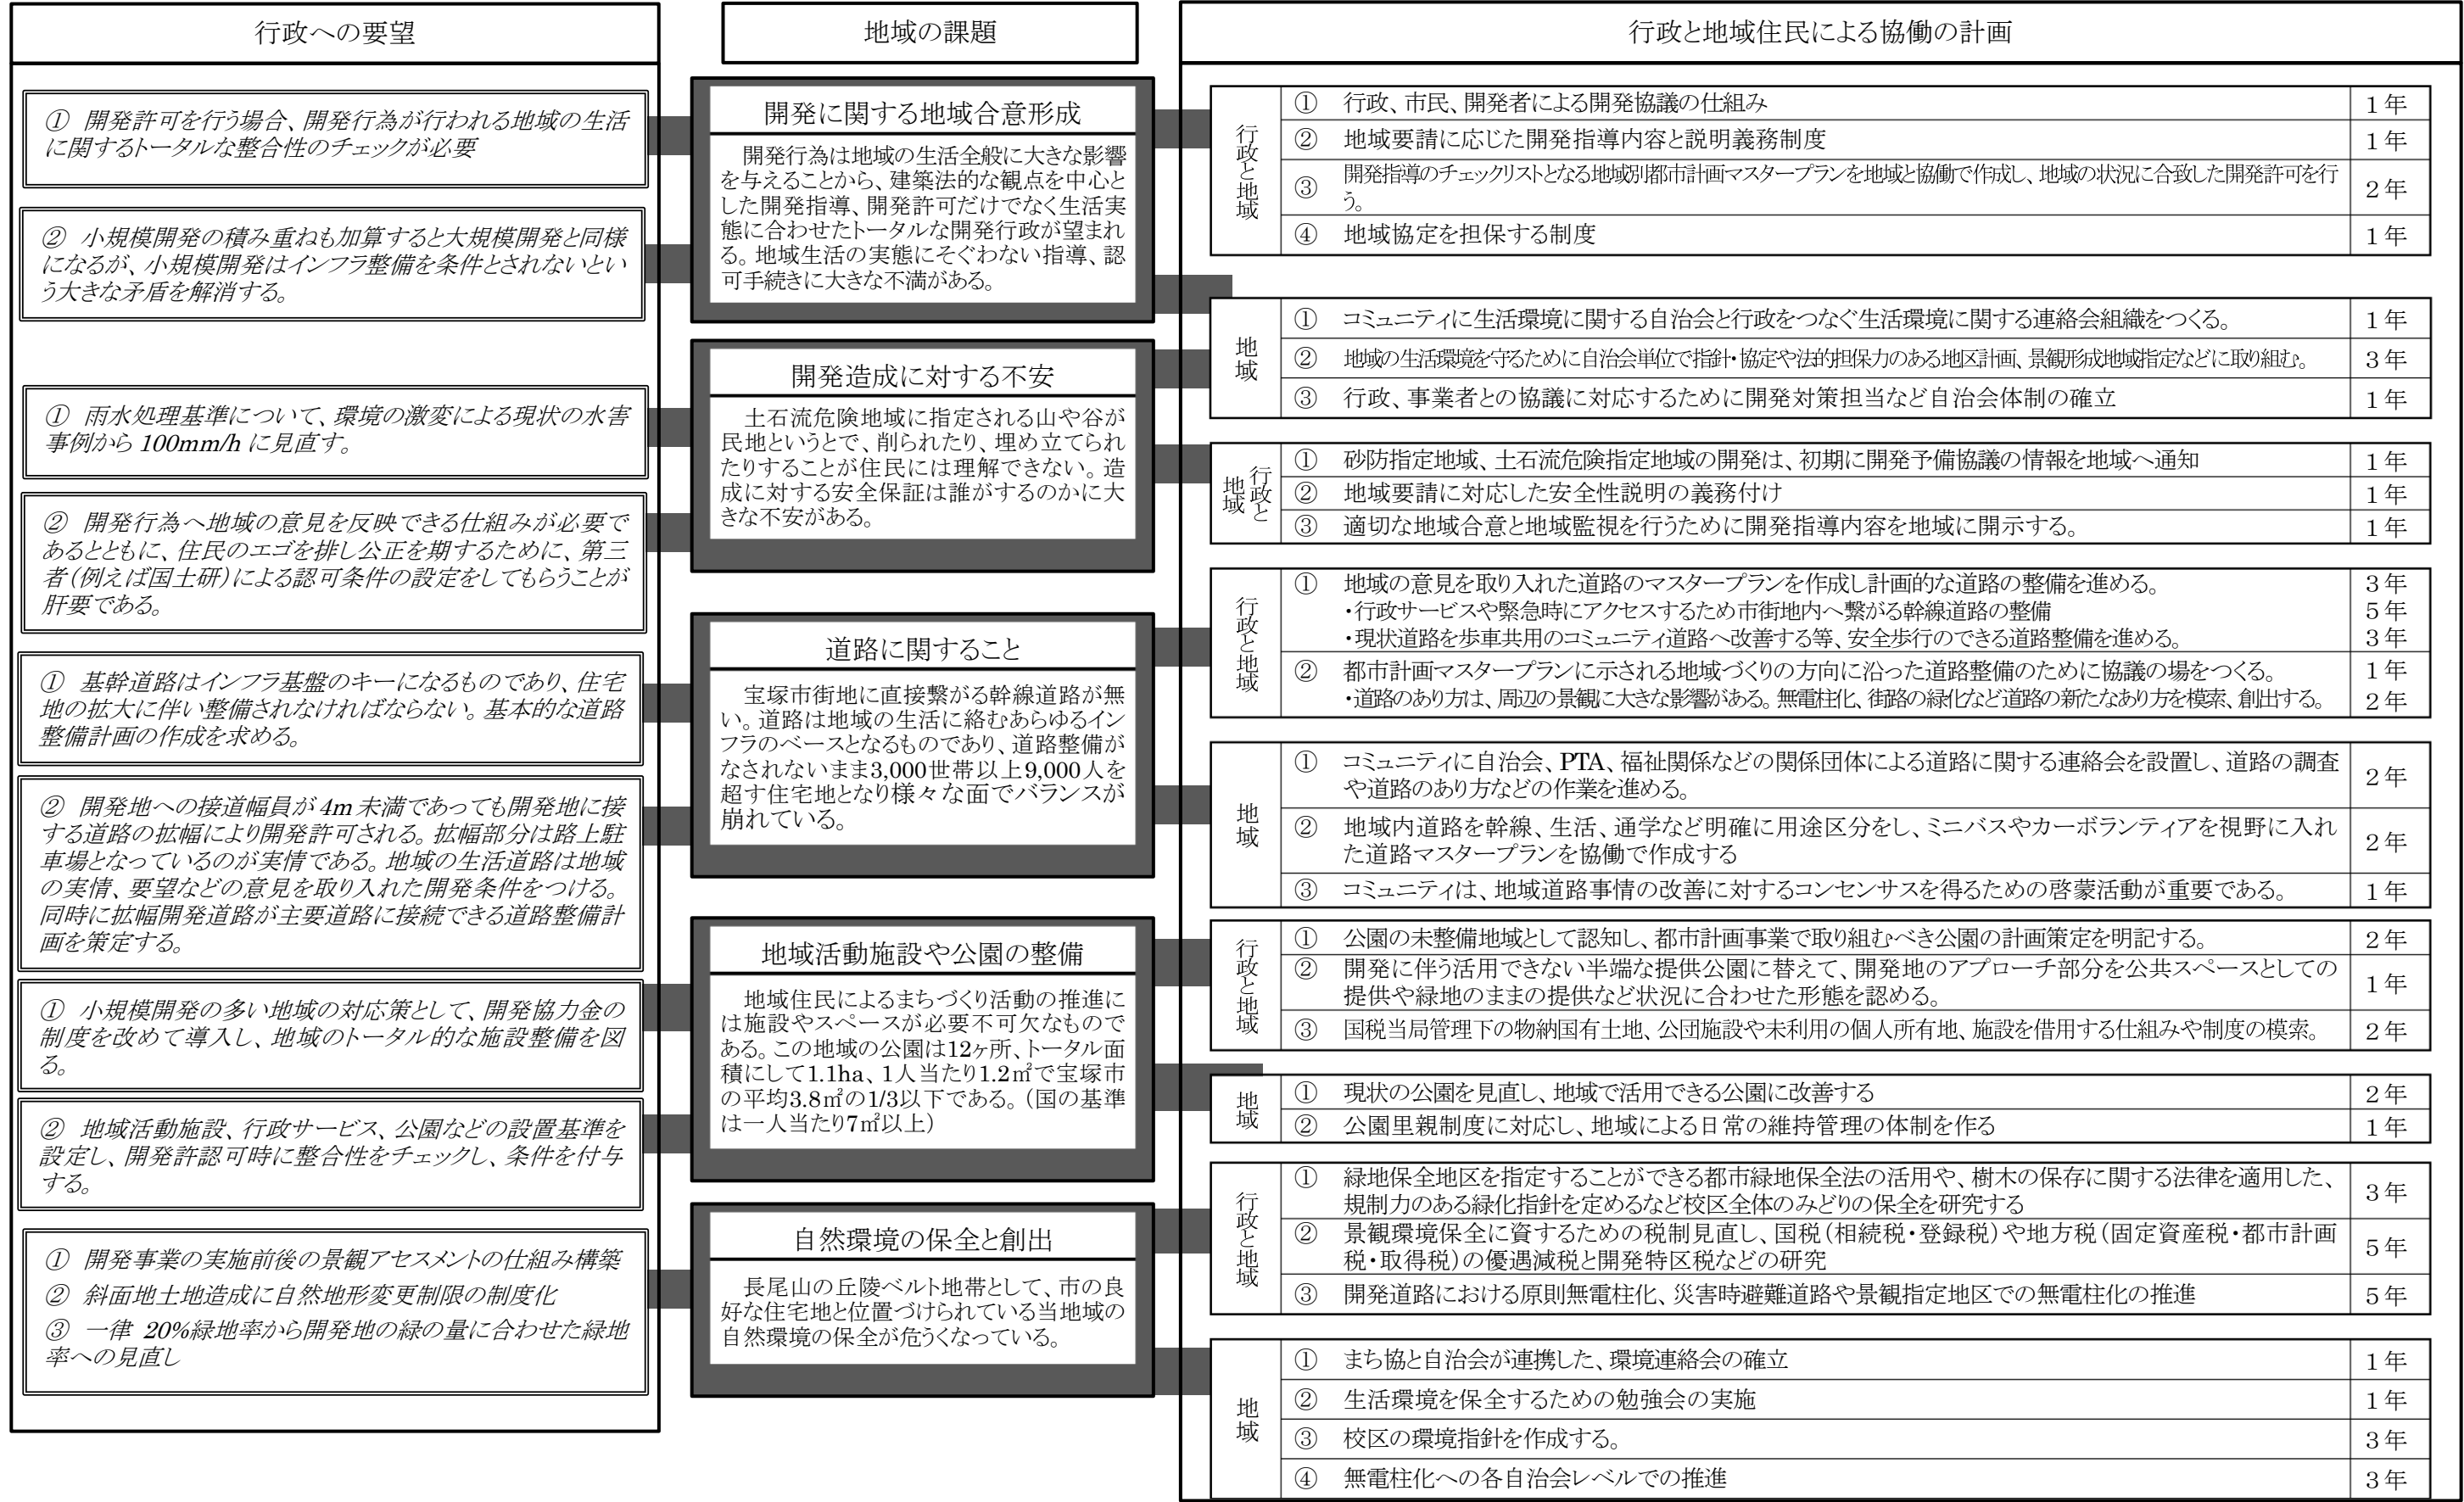 行政への要望
① 開発許可を行う場合、開発行為が行われる地域の生活
に関するトータルな整合性のチェックが必要
② 小規模開発の積み重ねも加算すると大規模開発と同様
になるが、小規模開発はインフラ整備を条件とされないとい
う大きな矛盾を解消する。
① 雨水処理基準について、環境の激変による現状の水害
事例から 100mm/h に見直す。
② 開発行為へ地域の意見を反映できる仕組みが必要で
あるとともに、住民のエゴを排し公正を期するために、第三
者(例えば国土研)による認可条件の設定をしてもらうことが
肝要である。
① 基幹道路はインフラ基盤のキーになるものであり、住宅
地の拡大に伴い整備されなければならない。基本的な道路
整備計画の作成を求める。
② 開発地への接道幅員が 4m 未満であっても開発地に接
する道路の拡幅により開発許可される。拡幅部分は路上駐
車場となっているのが実情である。地域の生活道路は地域
の実情、要望などの意見を取り入れた開発条件をつける。
同時に拡幅開発道路が主要道路に接続できる道路整備計
画を策定する。
① 小規模開発の多い地域の対応策として、開発協力金の
制度を改めて導入し、地域のトータル的な施設整備を図
る。
② 地域活動施設、行政サービス、公園などの設置基準を
設定し、開発許認可時に整合性をチェックし、条件を付与
する。
① 開発事業の実施前後の景観アセスメントの仕組み構築
② 斜面地土地造成に自然地形変更制限の制度化
③ 一律 20%緑地率から開発地の緑の量に合わせた緑地
率への見直し
地域の課題
開発に関する地域合意形成
開発行為は地域の生活全般に大きな影響
を与えることから、建築法的な観点を中心と
した開発指導、開発許可だけでなく生活実
態に合わせたトータルな開発行政が望まれ
る。地域生活の実態にそぐわない指導、認
可手続きに大きな不満がある。
開発造成に対する不安
土石流危険地域に指定される山や谷が
民地というとで、削られたり、埋め立てられ
たりすることが住民には理解できない。造
成に対する安全保証は誰がするのかに大
きな不安がある。
道路に関すること
宝塚市街地に直接繋がる幹線道路が無
い。道路は地域の生活に絡むあらゆるイン
フラのベースとなるものであり、道路整備が
なされないまま3,000世帯以上9,000人を
超す住宅地となり様々な面でバランスが
崩れている。
地域活動施設や公園の整備
地域住民によるまちづくり活動の推進に
は施設やスペースが必要不可欠なもので
ある。この地域の公園は12ヶ所、トータル面
積にして1.1ha、1人当たり1.2㎡で宝塚市
の平均3.8㎡の1/3以下である。(国の基準
は一人当たり7㎡以上)
自然環境の保全と創出
長尾山の丘陵ベルト地帯として、市の良
好な住宅地と位置づけられている当地域の
自然環境の保全が危うくなっている。
行政と地域住民による協働の計画
行政と地域
① 行政、市民、開発者による開発協議の仕組み 1年
② 地域要請に応じた開発指導内容と説明義務制度 1年
③ 開発指導のチェックリストとなる地域別都市計画マスタープランを地域と協働で作成し、地域の状況に合致した開発許可を行
う。 2年
④ 地域協定を担保する制度 1年
地域
① コミュニティに生活環境に関する自治会と行政をつなぐ生活環境に関する連絡会組織をつくる。 1年
② 地域の生活環境を守るために自治会単位で指針・協定や法的担保力のある地区計画、景観形成地域指定などに取り組む。 3年
③ 行政、事業者との協議に対応するために開発対策担当など自治会体制の確立 1年
行政と地域
① 砂防指定地域、土石流危険指定地域の開発は、初期に開発予備協議の情報を地域へ通知 1年
② 地域要請に対応した安全性説明の義務付け 1年
③ 適切な地域合意と地域監視を行うために開発指導内容を地域に開示する。 1年
行政と地域
① 地域の意見を取り入れた道路のマスタープランを作成し計画的な道路の整備を進める。 3年
・行政サービスや緊急時にアクセスするため市街地内へ繋がる幹線道路の整備 5年
・現状道路を歩車共用のコミュニティ道路へ改善する等、安全歩行のできる道路整備を進める。 3年
② 都市計画マスタープランに示される地域づくりの方向に沿った道路整備のために協議の場をつくる。 1年
・道路のあり方は、周辺の景観に大きな影響がある。無電柱化、街路の緑化など道路の新たなあり方を模索、創出する。 2年
地域
① コミュニティに自治会、PTA、福祉関係などの関係団体による道路に関する連絡会を設置し、道路の調査
や道路のあり方などの作業を進める。 2年
② 地域内道路を幹線、生活、通学など明確に用途区分をし、ミニバスやカーボランティアを視野に入れ
た道路マスタープランを協働で作成する 2年
③ コミュニティは、地域道路事情の改善に対するコンセンサスを得るための啓蒙活動が重要である。 1年
行政と地域
① 公園の未整備地域として認知し、都市計画事業で取り組むべき公園の計画策定を明記する。 2年
② 開発に伴う活用できない半端な提供公園に替えて、開発地のアプローチ部分を公共スペースとしての
提供や緑地のままの提供など状況に合わせた形態を認める。 1年
③ 国税当局管理下の物納国有土地、公団施設や未利用の個人所有地、施設を借用する仕組みや制度の模索。 2年
地域
① 現状の公園を見直し、地域で活用できる公園に改善する 2年
② 公園里親制度に対応し、地域による日常の維持管理の体制を作る 1年
行政と地域
① 緑地保全地区を指定することができる都市緑地保全法の活用や、樹木の保存に関する法律を適用した、
規制力のある緑化指針を定めるなど校区全体のみどりの保全を研究する 3年
② 景観環境保全に資するための税制見直し、国税(相続税・登録税)や地方税(固定資産税・都市計画
税・取得税)の優遇減税と開発特区税などの研究 5年
③ 開発道路における原則無電柱化、災害時避難道路や景観指定地区での無電柱化の推進 5年
地域
① まち協と自治会が連携した、環境連絡会の確立 1年
② 生活環境を保全するための勉強会の実施 1年
③ 校区の環境指針を作成する。 3年
④ 無電柱化への各自治会レベルでの推進 3年